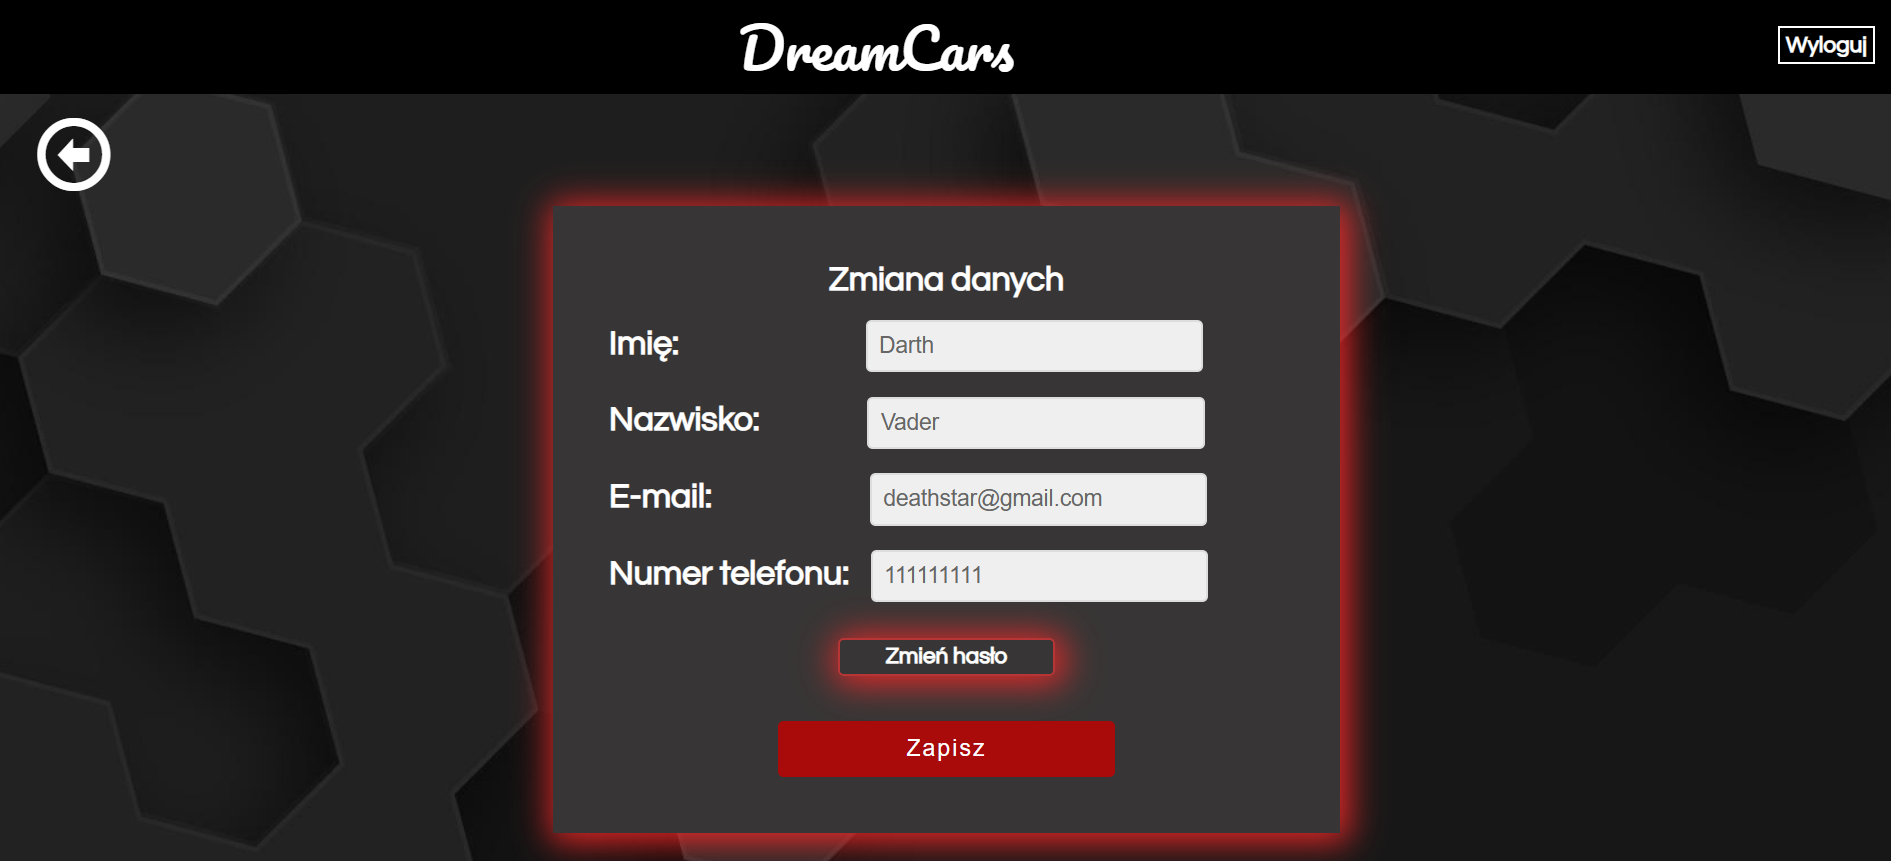 DreamCars
Wyloguj
Zmiana danych
Imię: Darth
Nazwisko: Vader
E-mail: deathstar@gmail.com
Numer telefonu: 111111111
Zmień hasło
Zapisz